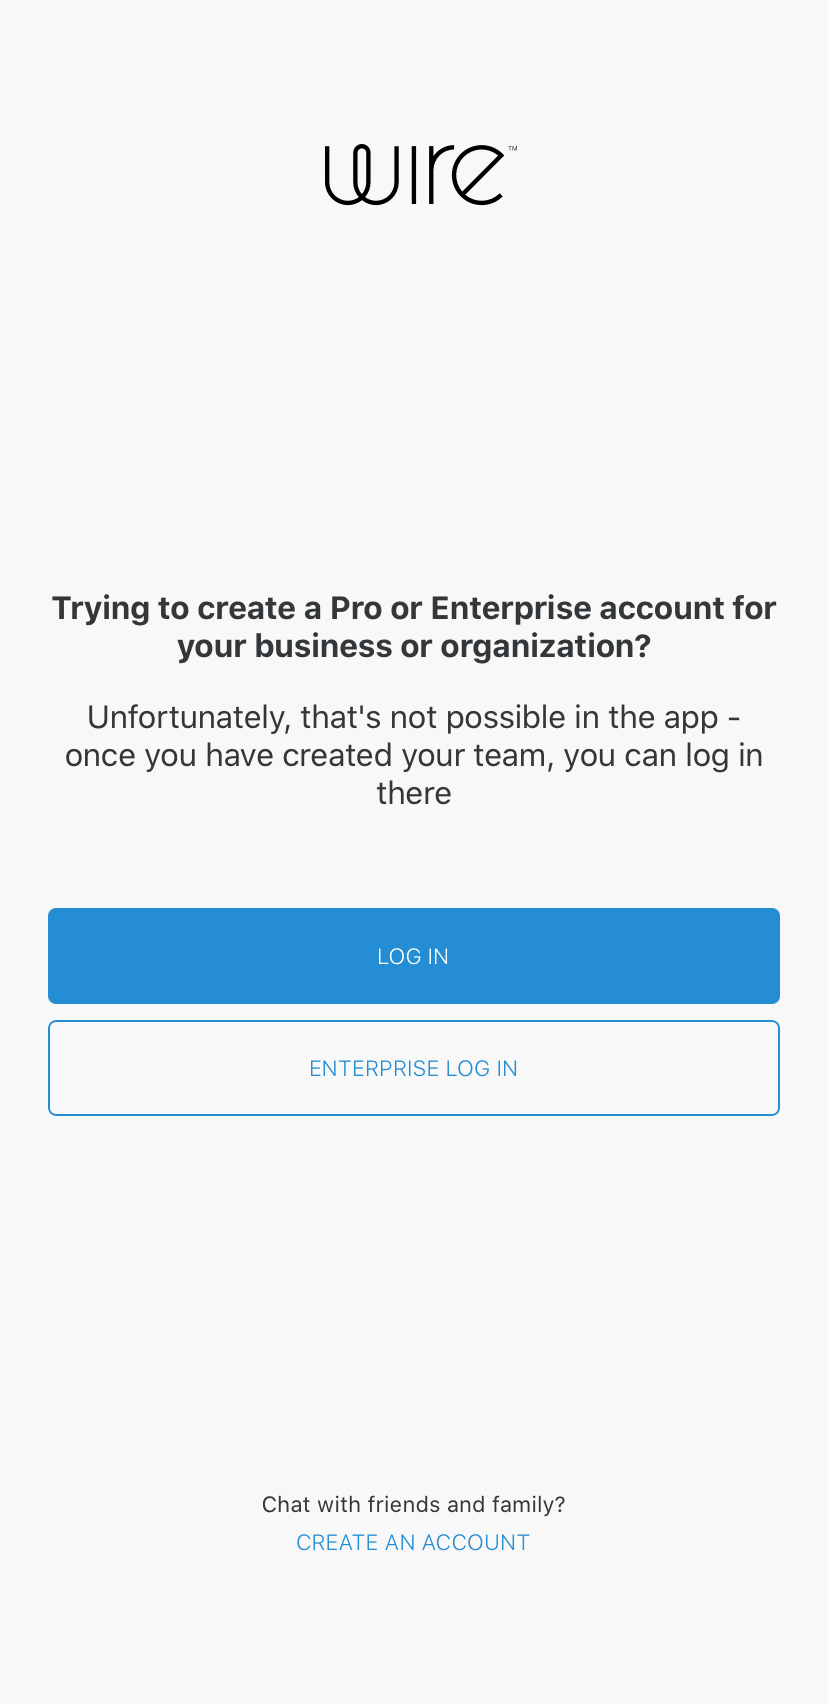 wire™
Trying to create a Pro or Enterprise account for
your business or organization?
Unfortunately, that's not possible in the app -
once you have created your team, you can log in
there
LOG IN
ENTERPRISE LOG IN
Chat with friends and family?
CREATE AN ACCOUNT